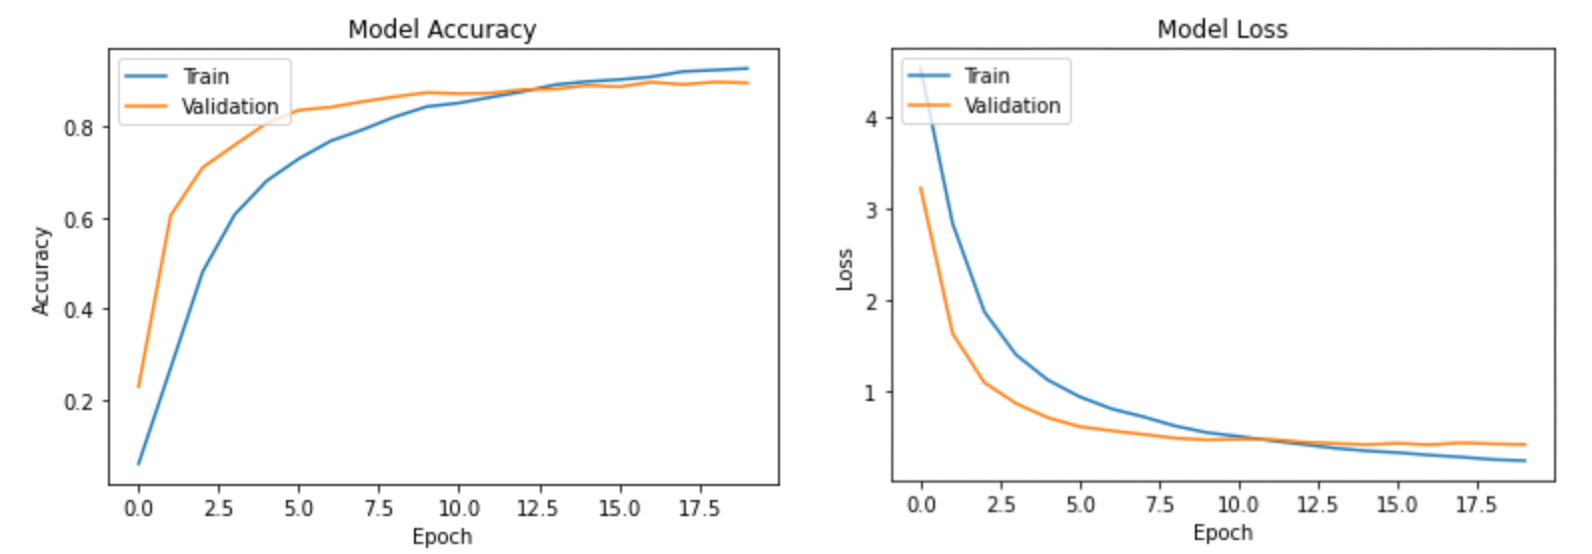 Model Accuracy
Train
Validation
Accuracy
0.8
0.6
0.4
0.2
0.0 2.5 5.0 7.5 10.0 12.5 15.0 17.5
Epoch
Model Loss
Train
Validation
Loss
4
3
2
1
0.0 2.5 5.0 7.5 10.0 12.5 15.0 17.5
Epoch